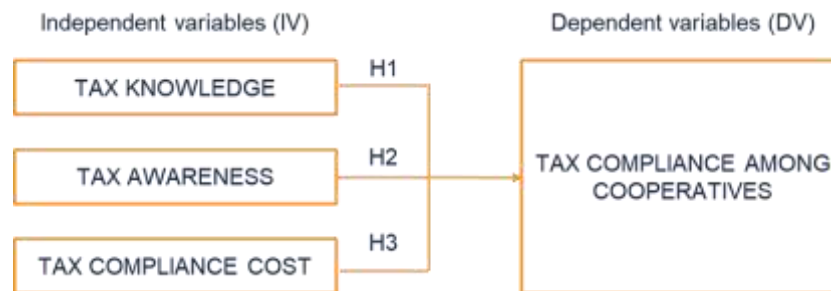 Independent variables (IV)
Dependent variables (DV)
TAX KNOWLEDGE
H1
TAX AWARENESS
H2
TAX COMPLIANCE COST
H3
TAX COMPLIANCE AMONG
COOPERATIVES